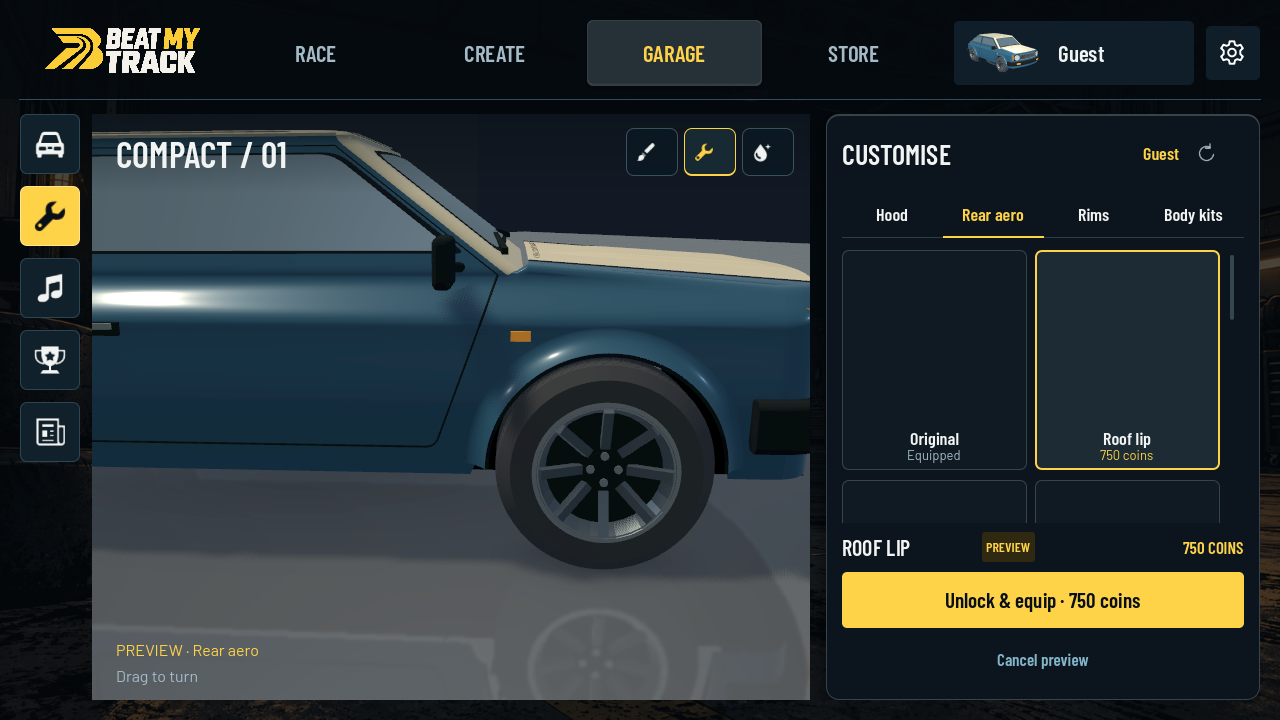 BEAT MY TRACK
RACE
CREATE
GARAGE
STORE
Guest
COMPACT / 01
CUSTOMISE
Guest
Hood
Rear aero
Rims
Body kits
Original
Equipped
Roof lip
750 coins
ROOF LIP
PREVIEW
750 COINS
Unlock & equip · 750 coins
Cancel preview
PREVIEW · Rear aero
Drag to turn